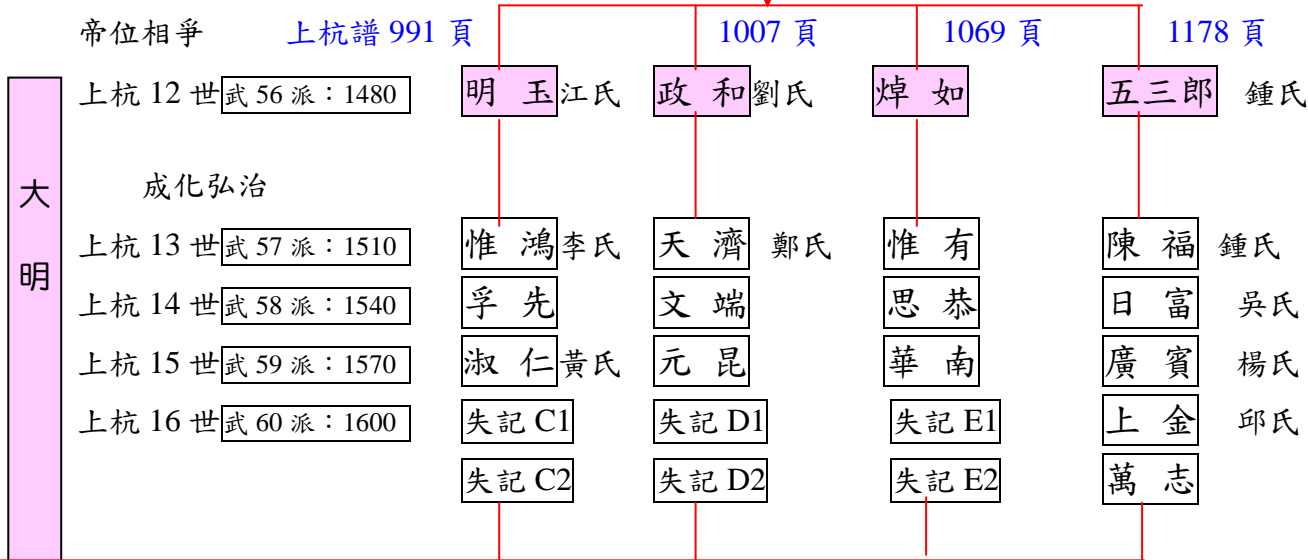 帝位相爭 上杭譜 991 頁 1007 頁 1069 頁 1178 頁
上杭 12 世 武 56 派：1480 明 玉 江氏 政 和 劉氏 焯 如 五三郎 鍾氏
大明
成化弘治
上杭 13 世 武 57 派：1510 惟 鴻 李氏 天 濟 鄭氏 惟 有 陳 福 鍾氏
上杭 14 世 武 58 派：1540 孚 先 文 端 思 恭 日 富 吳氏
上杭 15 世 武 59 派：1570 淑 仁 黃氏 元 昆 華 南 廣 賓 楊氏
上杭 16 世 武 60 派：1600 失記 C1 失記 D1 失記 E1 上 金 邱氏
失記 C2 失記 D2 失記 E2 萬 志